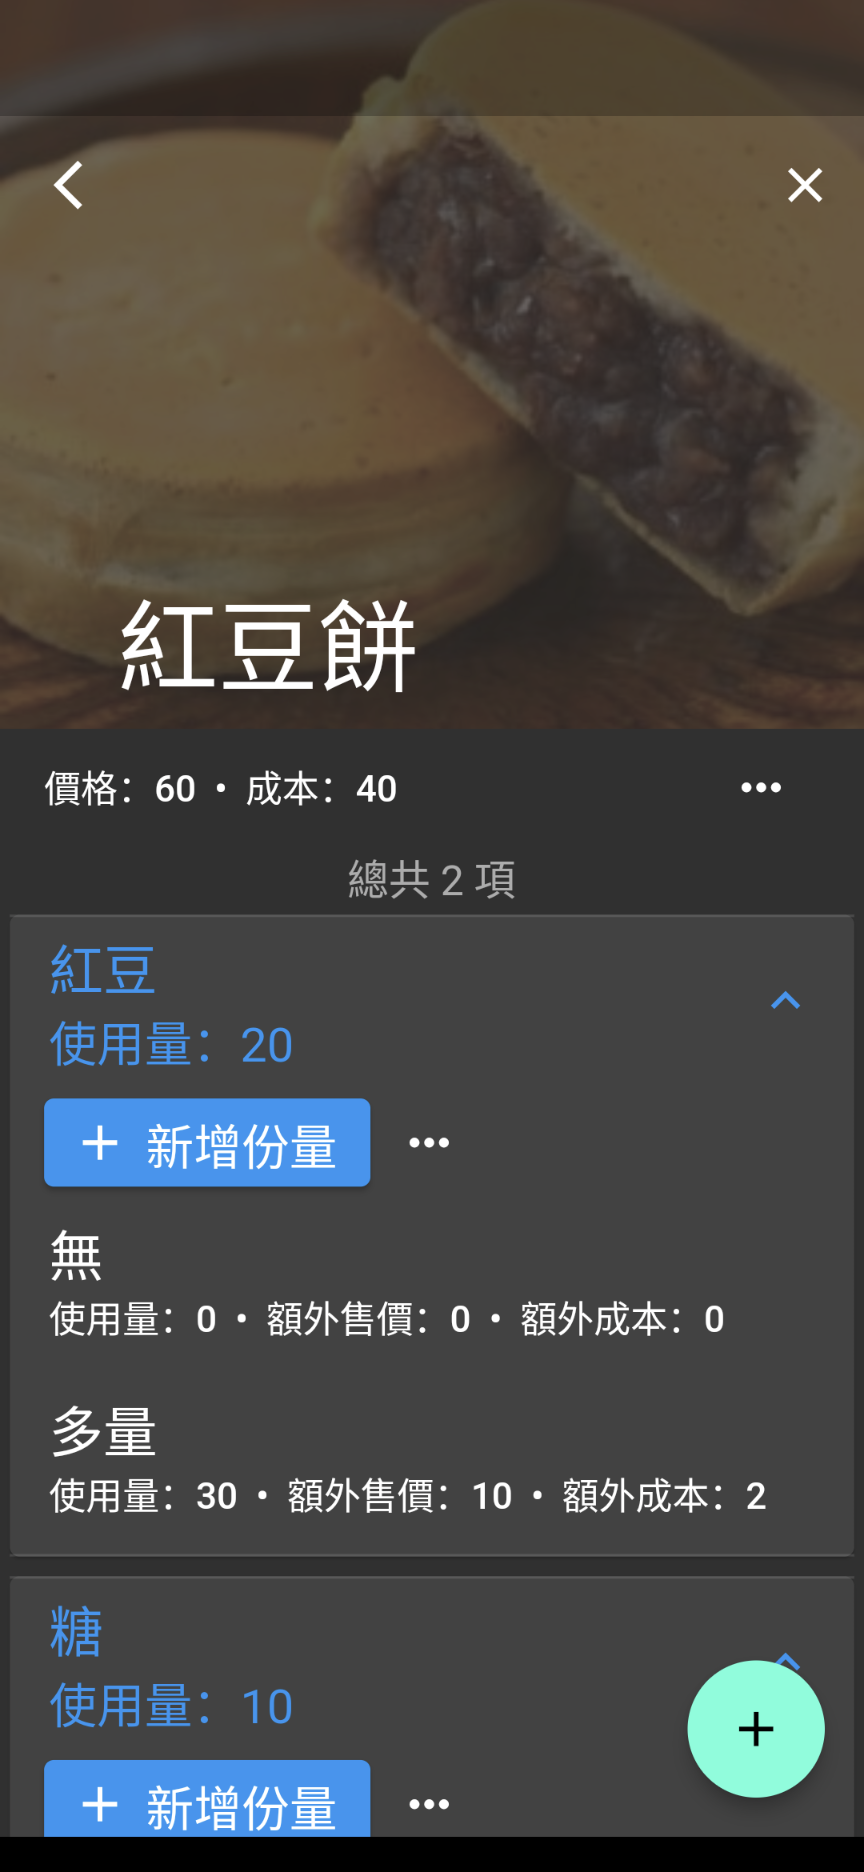 紅豆餅
價格：60 • 成本：40
總共 2 項
紅豆
使用量：20
新增份量
無
使用量：0 • 額外售價：0 • 額外成本：0
多量
使用量：30 • 額外售價：10 • 額外成本：2
糖
使用量：10
新增份量